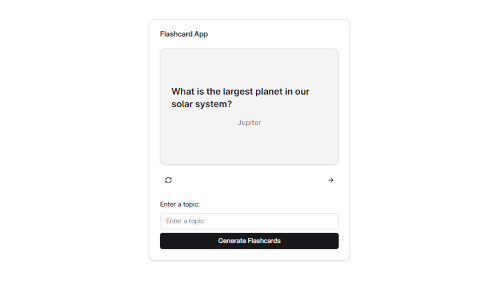 Flashcard App
What is the largest planet in our
solar system?
Jupiter
Enter a topic:
Enter a topic
Generate Flashcards